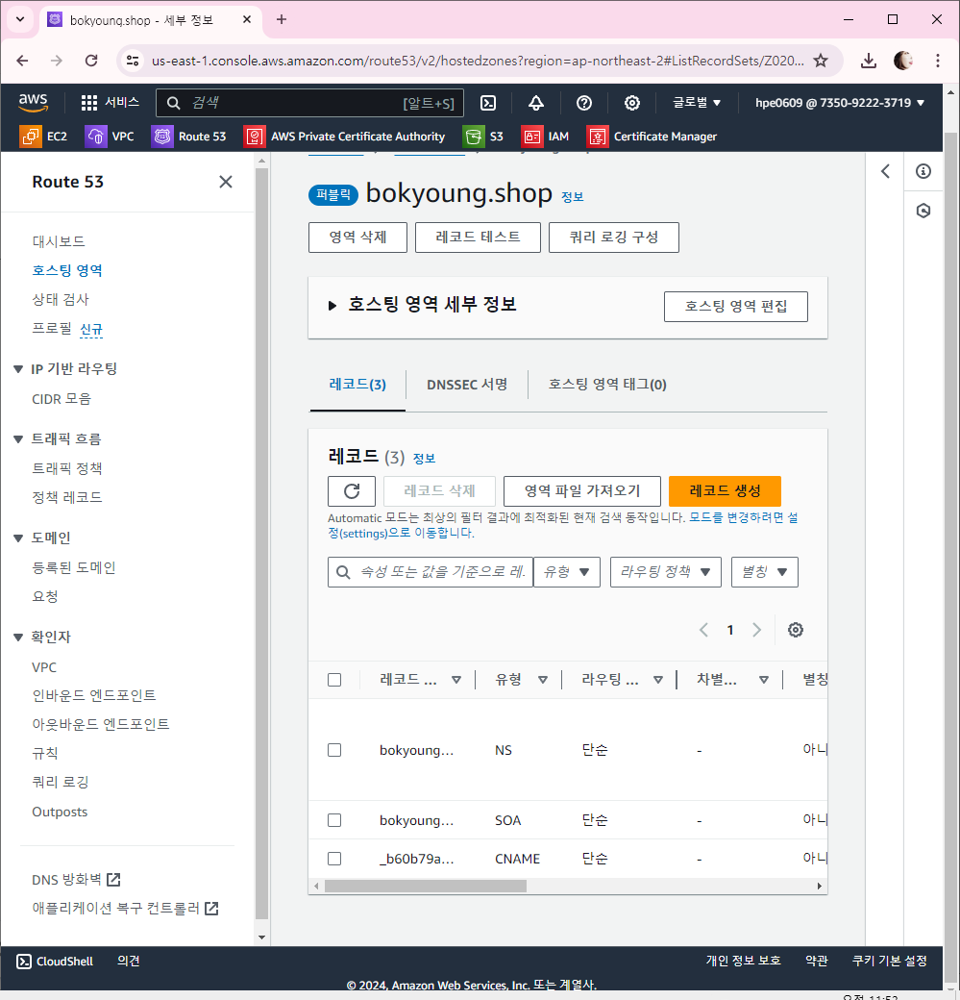 bokyoung.shop - 세부 정보
us-east-1.console.aws.amazon.com/route53/v2/hostedzones?region=ap-northeast-2#ListRecordSets/Z020...
aws 서비스 검색 [알트+S] 글로벌 hpe0609 @ 7350-9222-3719
EC2 VPC Route 53 AWS Private Certificate Authority S3 IAM Certificate Manager
Route 53
대시보드
호스팅 영역
상태 검사
프로필 신규
IP 기반 라우팅
CIDR 모음
트래픽 흐름
트래픽 정책
정책 레코드
도메인
등록된 도메인
요청
확인자
VPC
인바운드 엔드포인트
아웃바운드 엔드포인트
규칙
쿼리 로깅
Outposts
DNS 방화벽
애플리케이션 복구 컨트롤러
퍼블릭 bokyoung.shop 정보
영역 삭제 레코드 테스트 쿼리 로깅 구성
호스팅 영역 세부 정보 호스팅 영역 편집
레코드(3) DNSSEC 서명 호스팅 영역 태그(0)
레코드 (3) 정보
레코드 삭제 영역 파일 가져오기 레코드 생성
Automatic 모드는 최상의 필터 결과에 최적화된 현재 검색 동작입니다. 모드를 변경하려면 설
정(settings)으로 이동합니다.
속성 또는 값을 기준으로 레. 유형 라우팅 정책 별칭
1
레코드 ... 유형 라우팅 ... 차별... 별칭
bokyoung... NS 단순 - 아니
bokyoung... SOA 단순 - 아니
_b60b79a... CNAME 단순 - 아니
CloudShell 의견 개인 정보 보호 약관 쿠키 기본 설정
© 2024, Amazon Web Services, Inc. 또는 계열사.